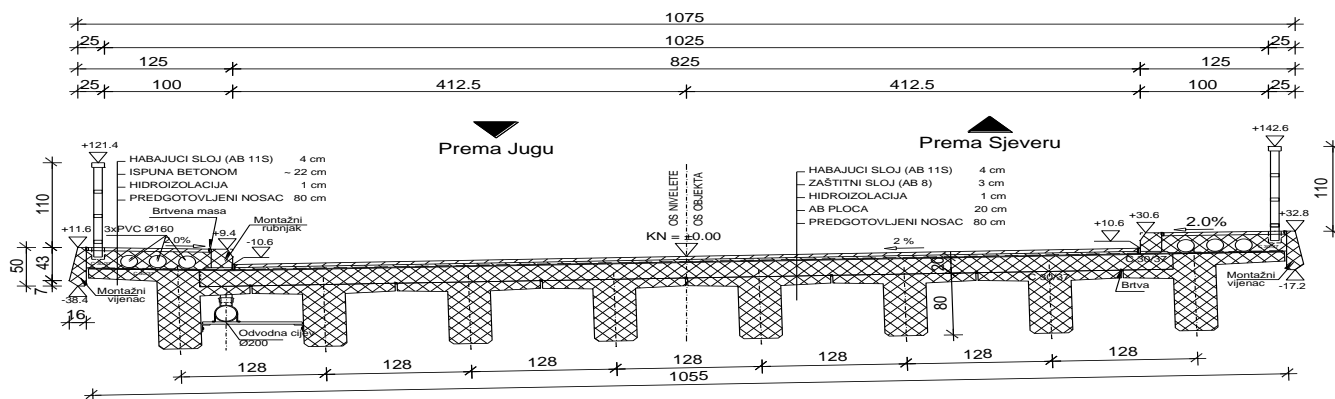 1075
25 1025 25
125 825 125
25 100 412.5 412.5 100 25
+121.4
Prema Jugu
Prema Sjeveru
+142.6
HABAJUCI SLOJ (AB 11S) 4 cm
ISPUNA BETONOM ~ 22 cm
HIDROIZOLACIJA 1 cm
PREDGOTOVLJENI NOSAC 80 cm
HABAJUCI SLOJ (AB 11S) 4 cm
ZAŠTITNI SLOJ (AB 8) 3 cm
HIDROIZOLACIJA 1 cm
AB PLOCA 20 cm
PREDGOTOVLJENI NOSAC 80 cm
OS NIVELETE
OS OBJEKTA
KN = ±0.00
110
110
Brtvena masa
Montažni
rubnjak
+11.6
3xPVC Ø160
2.0%
+9.4
-10.6
2 %
+10.6
+30.6
2.0%
+32.8
50
43
7
-38.4
Montažni
vijenac
16
Odvodna cijev
Ø200
20
80
C 30/37
C 30/37
Brtva
Montažni
vijenac
-17.2
128 128 128 128 128 128 128
1055